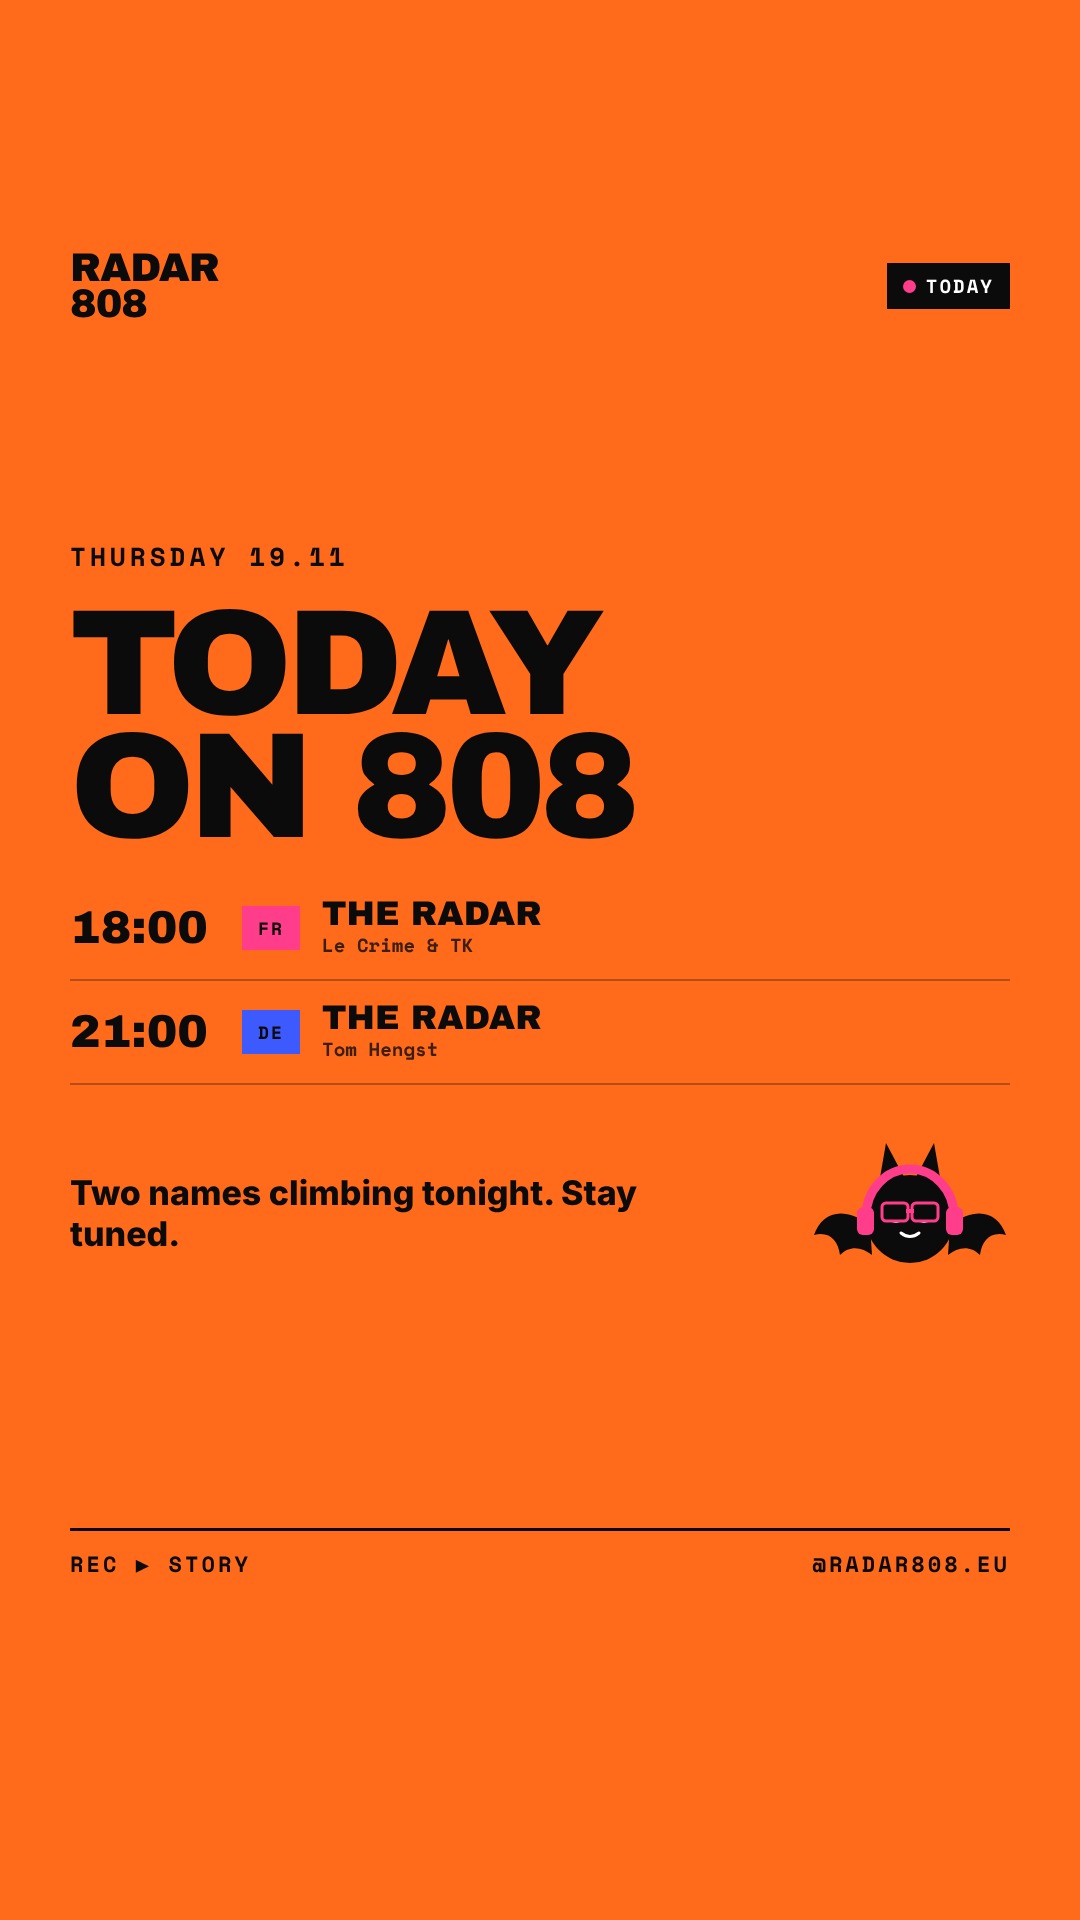 RADAR
808
TODAY
THURSDAY 19.11
TODAY
ON 808
18:00 FR THE RADAR
Le Crime & TK
21:00 DE THE RADAR
Tom Hengst
Two names climbing tonight. Stay
tuned.
REC ▶ STORY
@RADAR808.EU